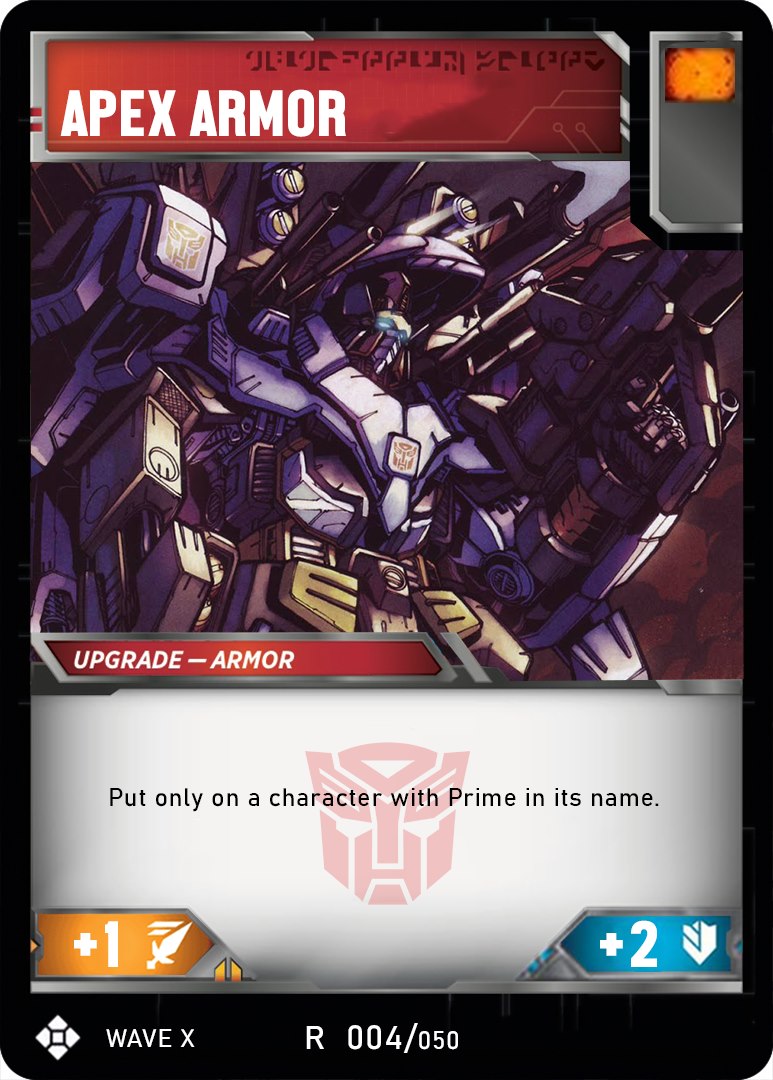 APEX ARMOR
UPGRADE — ARMOR
Put only on a character with Prime in its name.
+1
+2
WAVE X
R 004/050